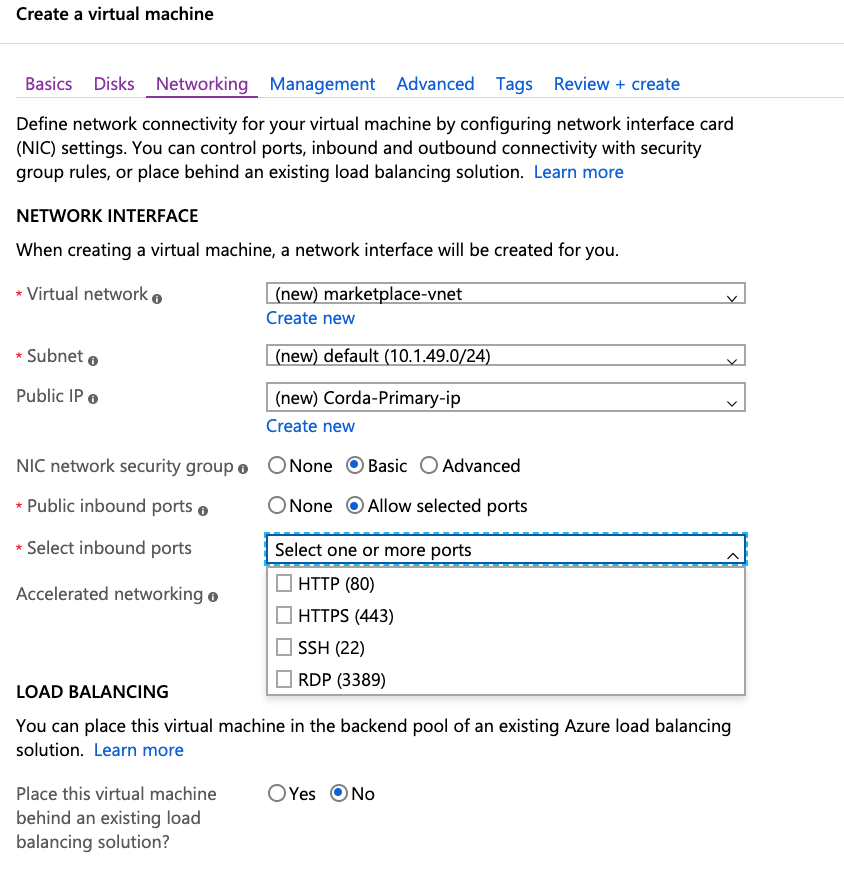 Create a virtual machine
Basics Disks Networking Management Advanced Tags Review + create
Define network connectivity for your virtual machine by configuring network interface card
(NIC) settings. You can control ports, inbound and outbound connectivity with security
group rules, or place behind an existing load balancing solution. Learn more
NETWORK INTERFACE
When creating a virtual machine, a network interface will be created for you.
* Virtual network (new) marketplace-vnet
Create new
* Subnet (new) default (10.1.49.0/24)
Public IP (new) Corda-Primary-ip
Create new
NIC network security group None Basic Advanced
* Public inbound ports None Allow selected ports
* Select inbound ports Select one or more ports
HTTP (80)
Accelerated networking
HTTPS (443)
SSH (22)
RDP (3389)
LOAD BALANCING
You can place this virtual machine in the backend pool of an existing Azure load balancing
solution. Learn more
Place this virtual machine Yes No
behind an existing load
balancing solution?